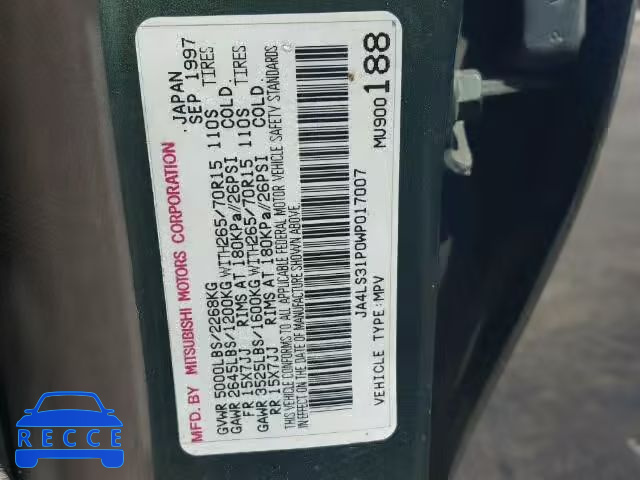 MFD. BY MITSUBISHI MOTORS CORPORATION JAPAN
SEP 1997
GVWR 5000LBS/2268KG
GAWR 2645LBS/1200KG WITH265/70R15 110S TIRES
FR 15X7JJ RIMS AT 180KPa//26PSI COLD.
GAWR 3525LBS/1600KG WITH265/70R15 110S TIRES
RR 15X7JJ RIMS AT 180KPa//26PSI COLD.
THIS VEHICLE CONFORMS TO ALL APPLICABLE FEDERAL MOTOR VEHICLE SAFETY STANDARDS
IN EFFECT ON THE DATE OF MANUFACTURE SHOWN ABOVE.
JA4LS31P0WP017007
VEHICLE TYPE:MPV
MU900188
RECCE